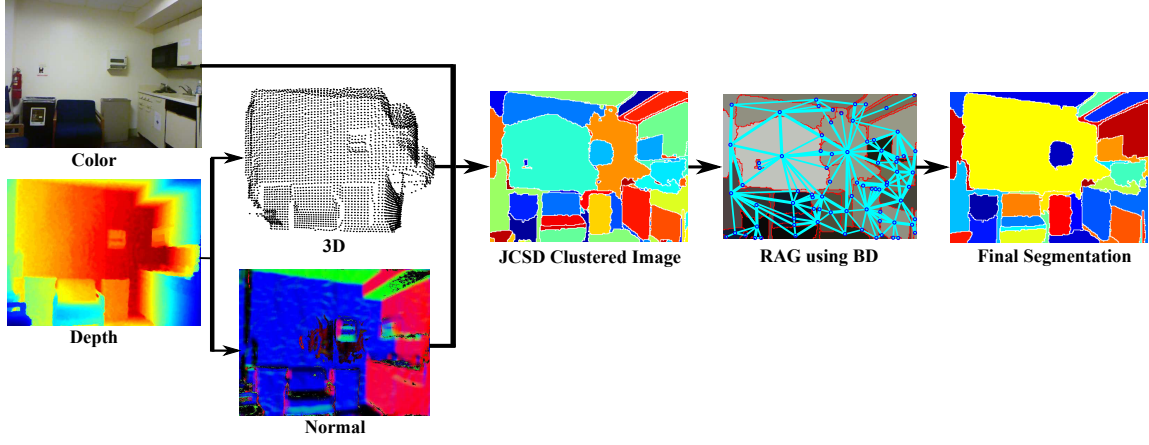 Color
3D
JCSD Clustered Image
RAG using BD
Final Segmentation
Depth
Normal